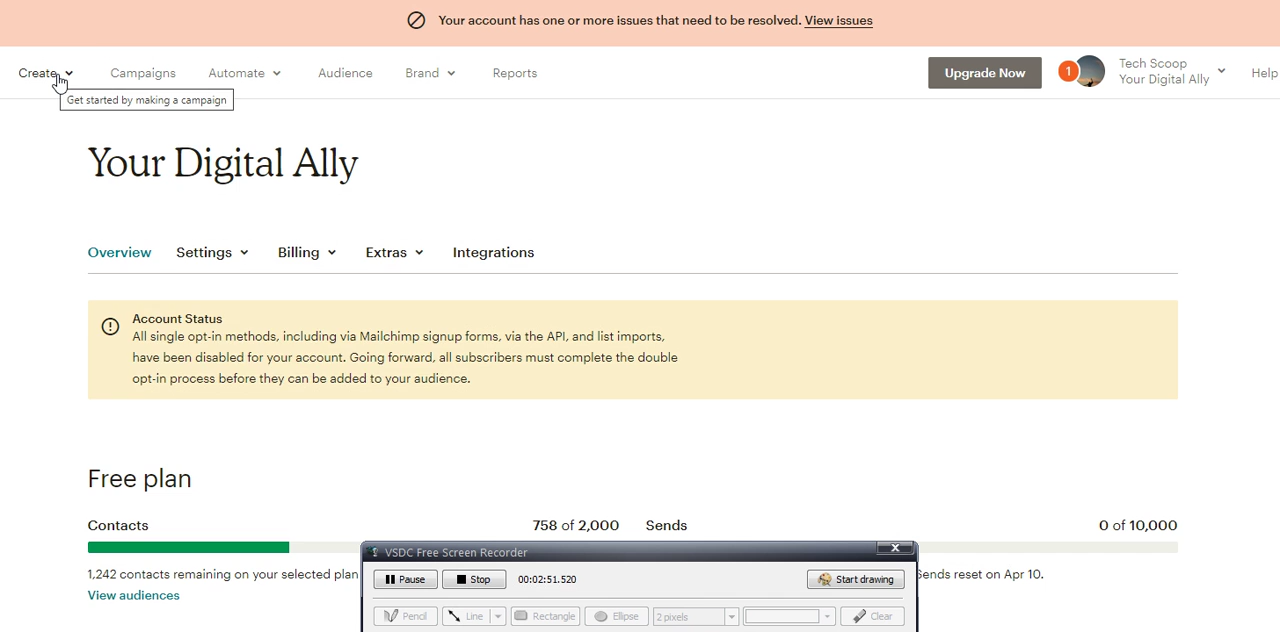 Your account has one or more issues that need to be resolved. View issues
Create Campaigns Automate Audience Brand Reports Upgrade Now 1 Tech Scoop Your Digital Ally Help
Get started by making a campaign
Your Digital Ally
Overview Settings Billing Extras Integrations
Account Status
All single opt-in methods, including via Mailchimp signup forms, via the API, and list imports,
have been disabled for your account. Going forward, all subscribers must complete the double
opt-in process before they can be added to your audience.
Free plan
Contacts 758 of 2,000 Sends 0 of 10,000
VSDC Free Screen Recorder
1,242 contacts remaining on your selected plan Pause Stop 00:02:51.520 Start drawing Sends reset on Apr 10.
View audiences
Pencil Line Rectangle Ellipse 2 pixels Clear